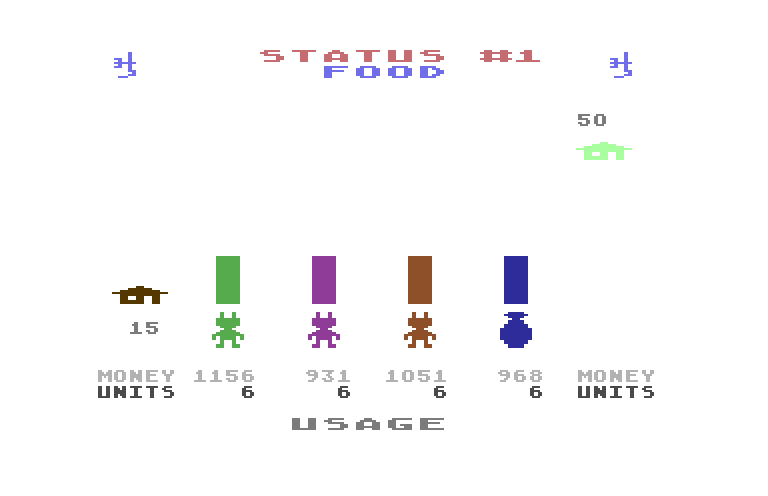 STATUS #1
FOOD
50
15
MONEY 1156 931 1051 968 MONEY
UNITS 6 6 6 6 UNITS
USAGE